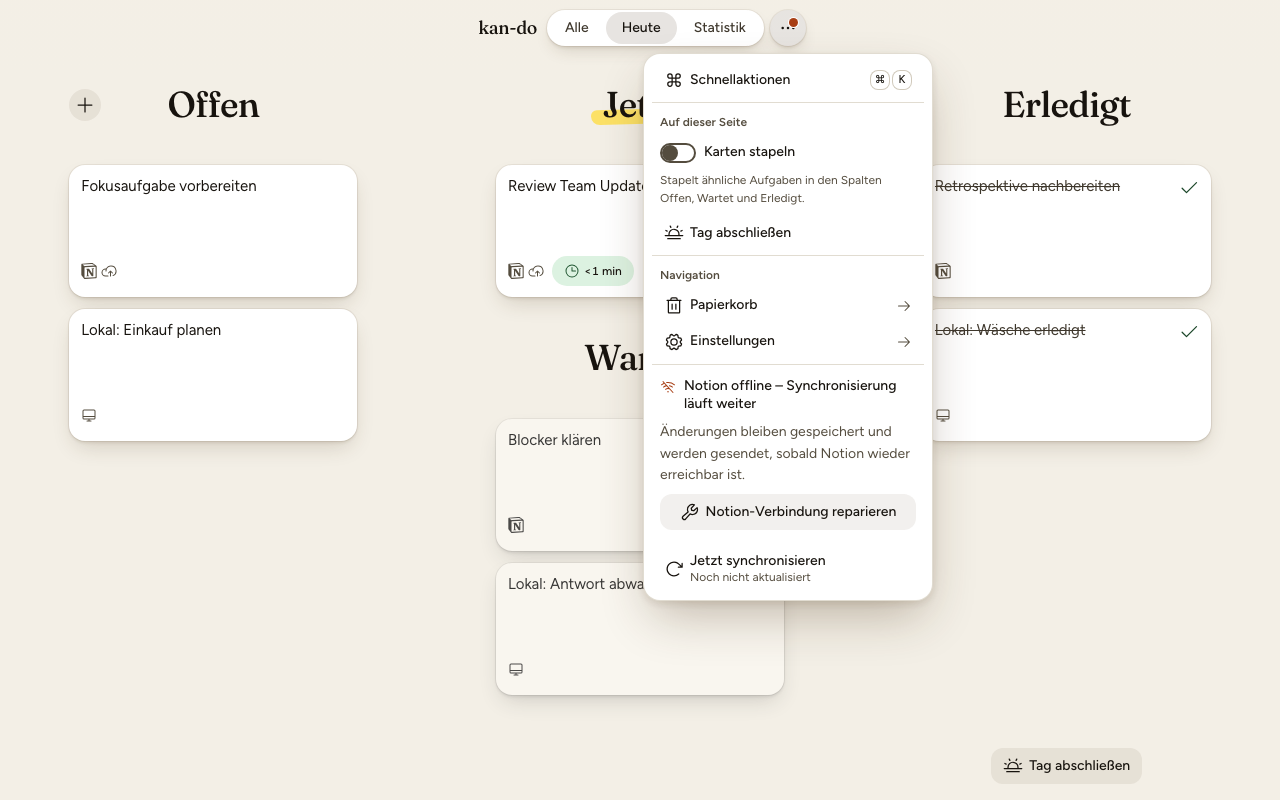 kan-do
Alle
Heute
Statistik
Schnellaktionen
⌘
K
Auf dieser Seite
Karten stapeln
Stapelt ähnliche Aufgaben in den Spalten
Offen, Wartet und Erledigt.
Tag abschließen
Navigation
Papierkorb
Einstellungen
Notion offline – Synchronisierung
läuft weiter
Änderungen bleiben gespeichert und
werden gesendet, sobald Notion wieder
erreichbar ist.
Notion-Verbindung reparieren
Jetzt synchronisieren
Noch nicht aktualisiert
Offen
Fokusaufgabe vorbereiten
Lokal: Einkauf planen
Review Team
<1 min
Blocker klären
Lokal: Antwort
Erledigt
Retrospektive nachbereiten
Lokal: Wäsche erledigt
Tag abschließen